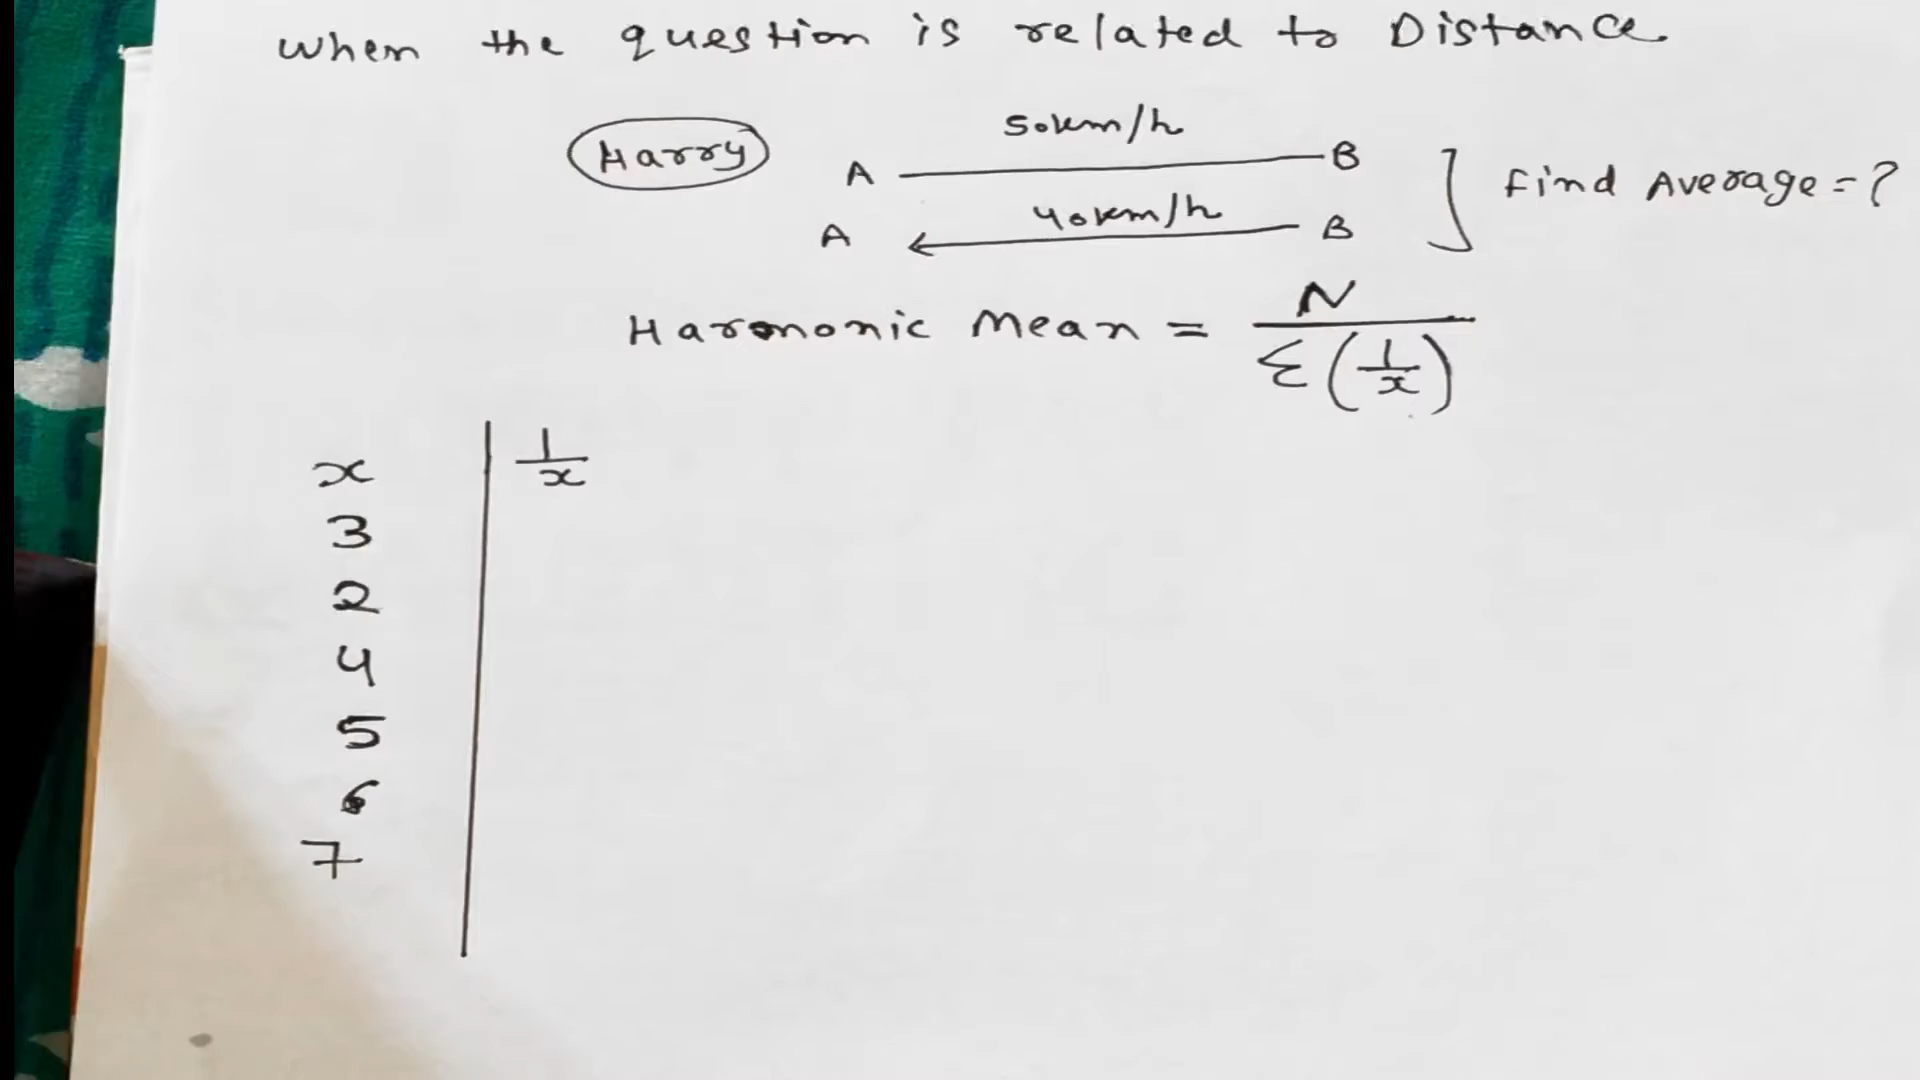 When the question is related to Distance.
Harry
A 50km/h B
A 40km/h B
Find Average = ?
Harmonic Mean = N / Σ(1/x)
x | 1/x
3
2
4
5
6
7